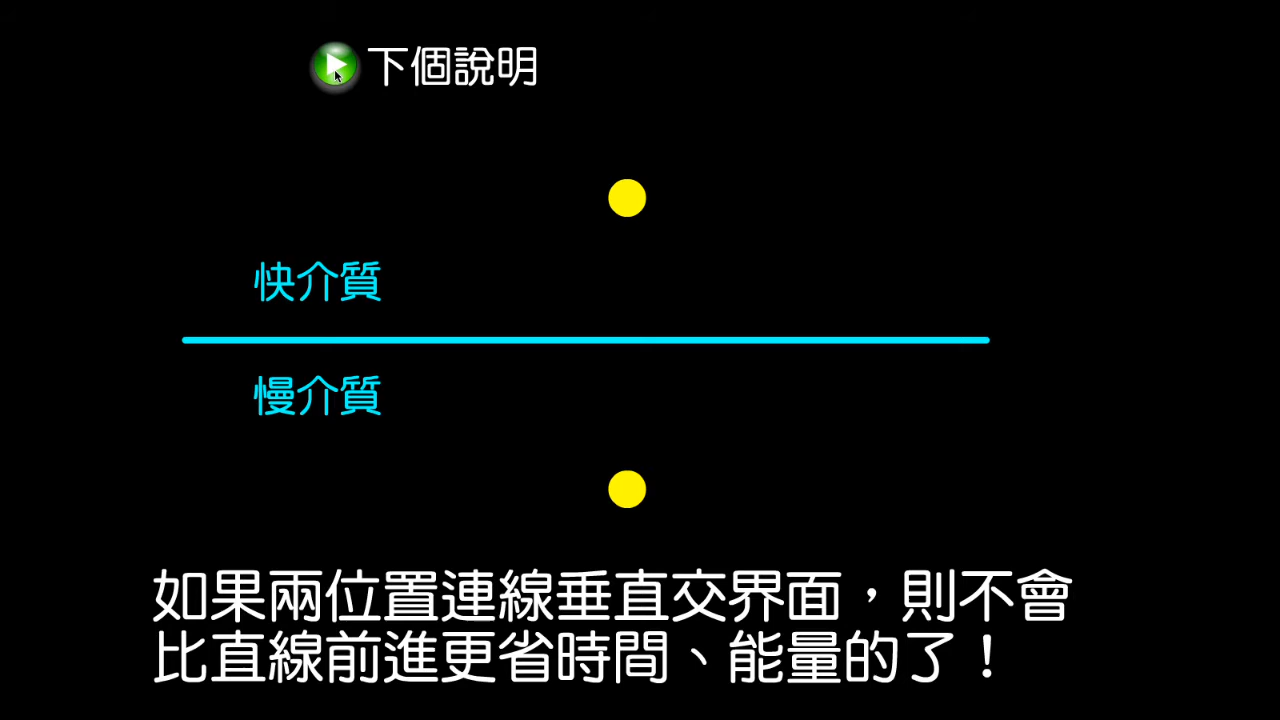 下個說明
快介質
慢介質
如果兩位置連線垂直交界面，則不會
比直線前進更省時間、能量的了！